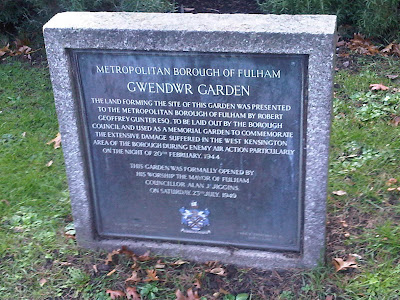 METROPOLITAN BOROUGH OF FULHAM
GWENDWR GARDEN
THE LAND FORMING THE SITE OF THIS GARDEN WAS PRESENTED
TO THE METROPOLITAN BOROUGH OF FULHAM BY ROBERT
GEOFFREY GUNTER ESQ. TO BE LAID OUT BY THE BOROUGH
COUNCIL AND USED AS A MEMORIAL GARDEN TO COMMEMORATE
THE EXTENSIVE DAMAGE SUFFERED IN THE WEST KENSINGTON
AREA OF THE BOROUGH DURING ENEMY AIR ACTION PARTICULARLY
ON THE NIGHT OF 20TH FEBRUARY, 1944
THIS GARDEN WAS FORMALLY OPENED BY
HIS WORSHIP THE MAYOR OF FULHAM
COUNCILLOR ALAN J. JIGGINS
ON SATURDAY 23RD JULY, 1949